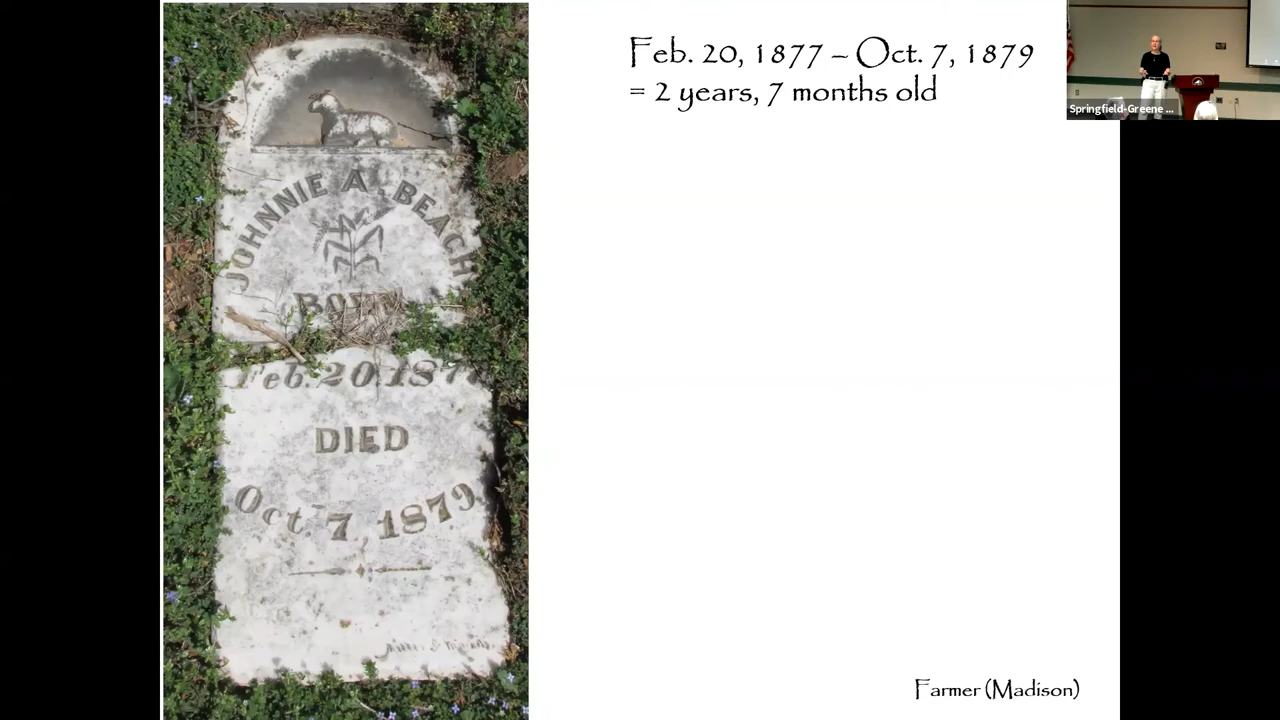 JOHNNIE A. BEACH
BORN
Feb. 20, 1877
DIED
Oct. 7, 1879
Feb. 20, 1877 – Oct. 7, 1879
= 2 years, 7 months old
Farmer (Madison)
Springfield-Greene ...